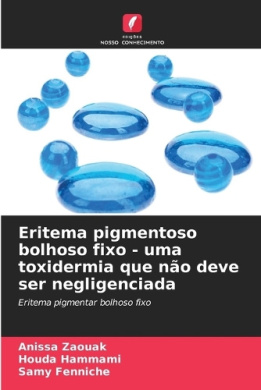 edições
NOSSO CONHECIMENTO
Eritema pigmentoso
bolhoso fixo - uma
toxidermia que não deve
ser negligenciada
Eritema pigmentar bolhoso fixo
Anissa Zaouak
Houda Hammami
Samy Fenniche